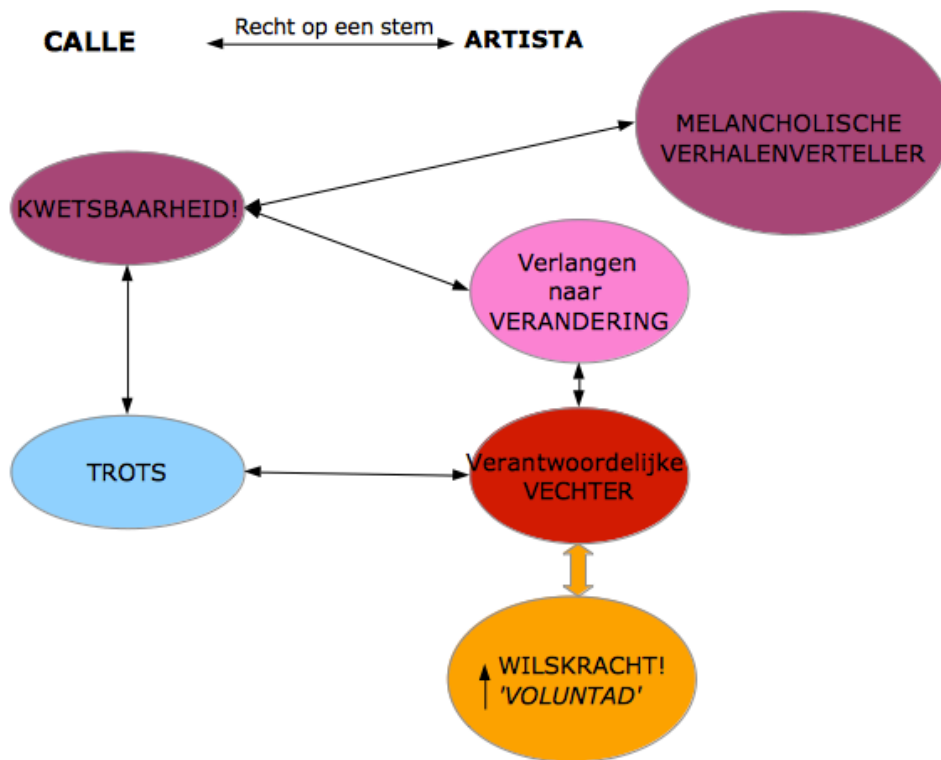 CALLE
Recht op een stem
ARTISTA
MELANCHOLISCHE
VERHALENVERTELLER
KWETSBAARHEID!
Verlangen
naar
VERANDERING
TROTS
Verantwoordelijke
VECHTER
WILSKRACHT!
'VOLUNTAD'